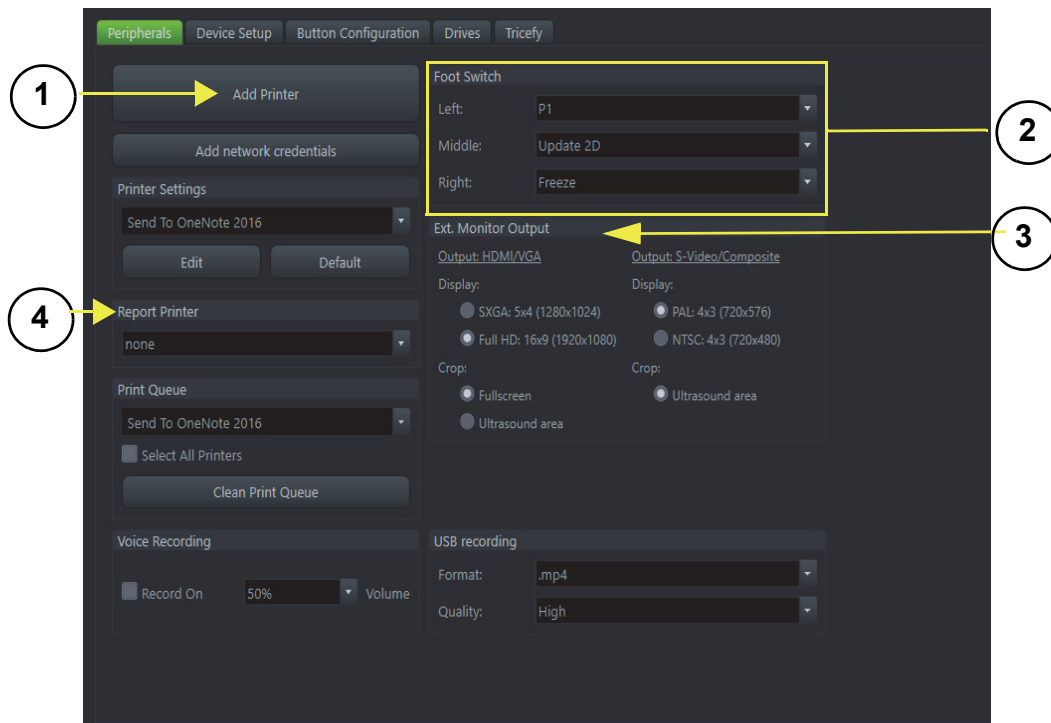 Peripherals Device Setup Button Configuration Drives Tricefy
1
Add Printer
Add network credentials
Printer Settings
Send To OneNote 2016
Edit Default
4
Report Printer
none
Print Queue
Send To OneNote 2016
Select All Printers
Clean Print Queue
Voice Recording
Record On 50% Volume
Foot Switch
Left: P1
Middle: Update 2D
Right: Freeze
2
Ext. Monitor Output
3
Output: HDMI/VGA
Display:
SXGA: 5x4 (1280x1024)
Full HD: 16x9 (1920x1080)
Crop:
Fullscreen
Ultrasound area
Output: S-Video/Composite
Display:
PAL: 4x3 (720x576)
NTSC: 4x3 (720x480)
Crop:
Ultrasound area
USB recording
Format: .mp4
Quality: High